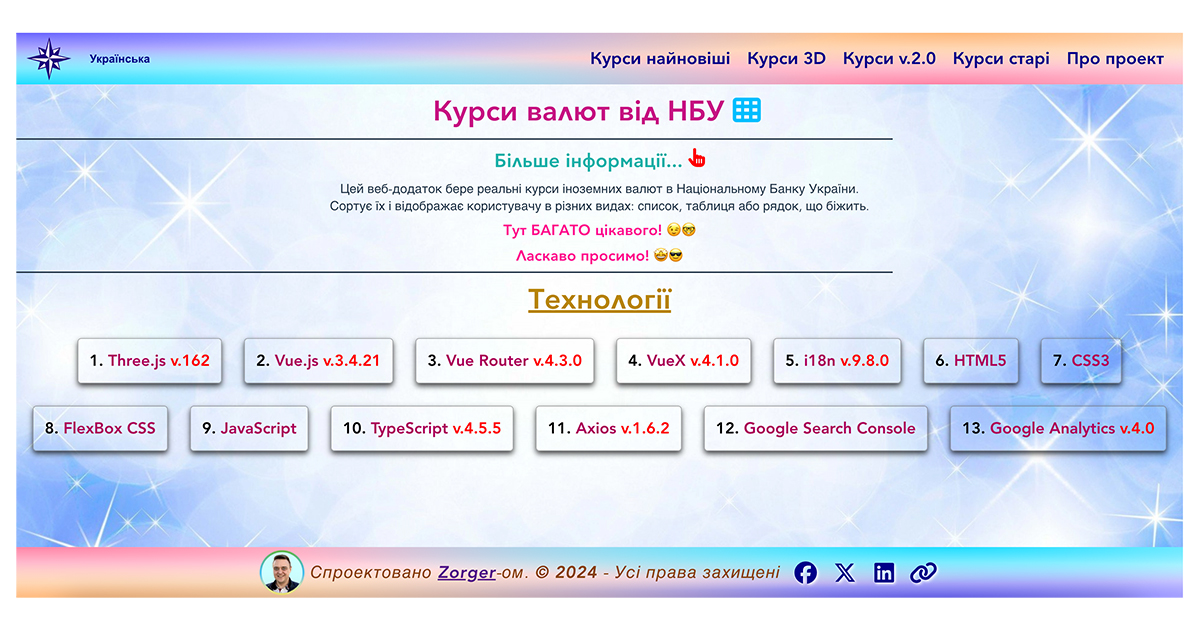 Українська
Курси найновіші Курси 3D Курси v.2.0 Курси старі Про проект
Курси валют від НБУ
Більше інформації...
Цей веб-додаток бере реальні курси іноземних валют в Національному Банку України.
Сортує їх і відображає користувачу в різних видах: список, таблиця або рядок, що біжить.
Тут БАГАТО цікавого! 😉🤓
Ласкаво просимо! 🤩😎
Технології
1. Three.js v.162 2. Vue.js v.3.4.21 3. Vue Router v.4.3.0 4. VueX v.4.1.0 5. i18n v.9.8.0 6. HTML5 7. CSS3
8. FlexBox CSS 9. JavaScript 10. TypeScript v.4.5.5 11. Axios v.1.6.2 12. Google Search Console 13. Google Analytics v.4.0
Спроектовано Zorger-ом. © 2024 - Усі права захищені